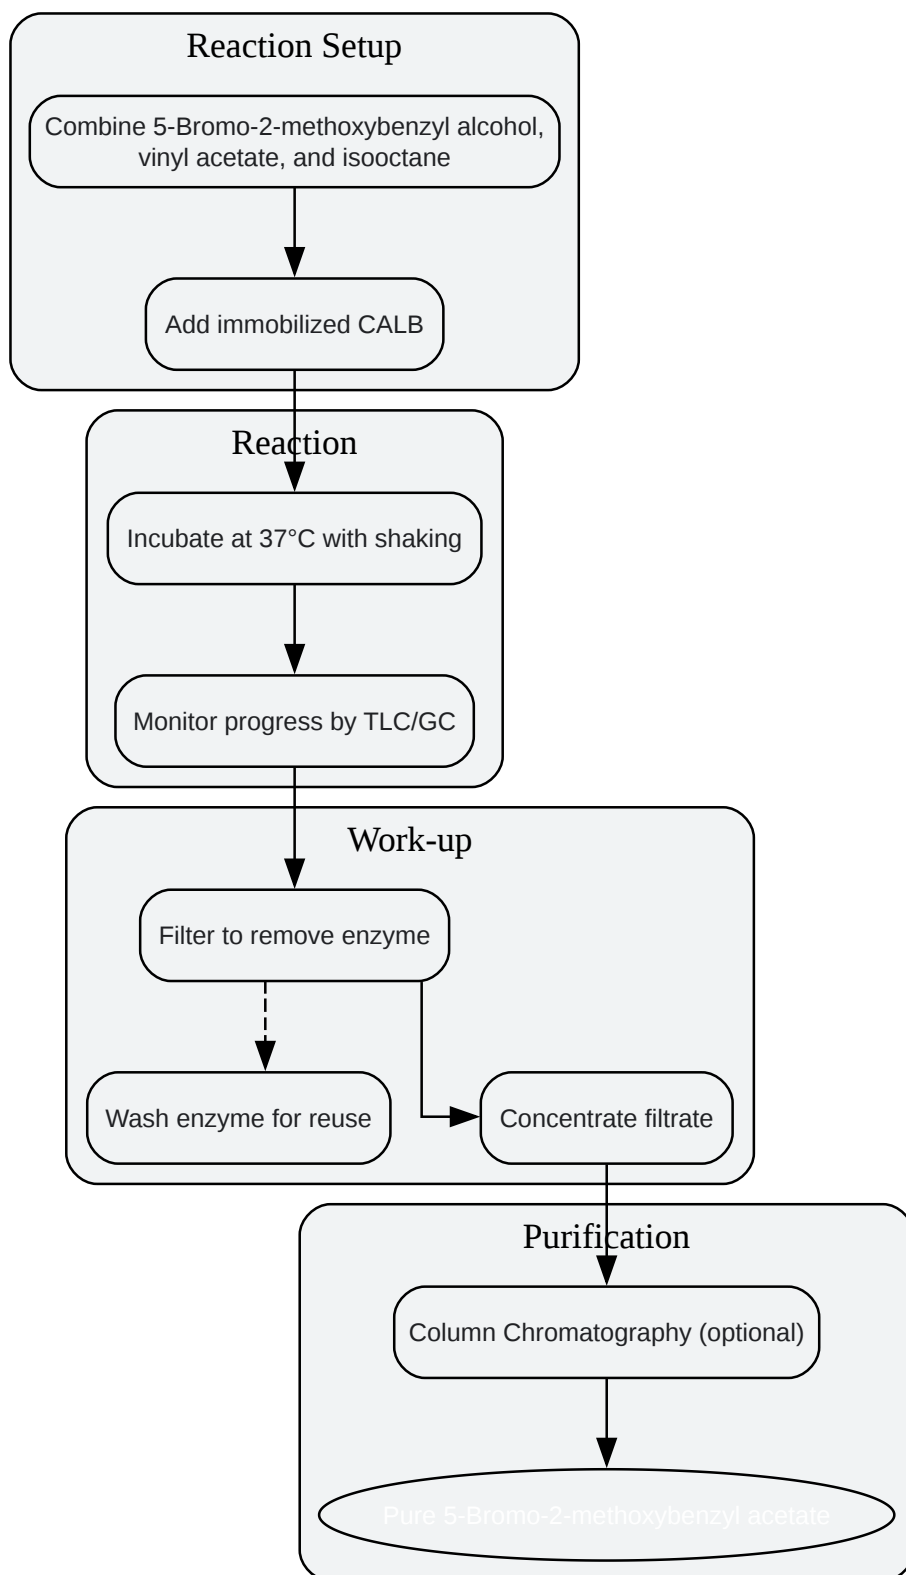 Reaction Setup
Combine 5-Bromo-2-methoxybenzyl alcohol,
vinyl acetate, and isooctane
Add immobilized CALB
Reaction
Incubate at 37°C with shaking
Monitor progress by TLC/GC
Work-up
Filter to remove enzyme
Wash enzyme for reuse
Concentrate filtrate
Purification
Column Chromatography (optional)
Pure 5-Bromo-2-methoxybenzyl acetate